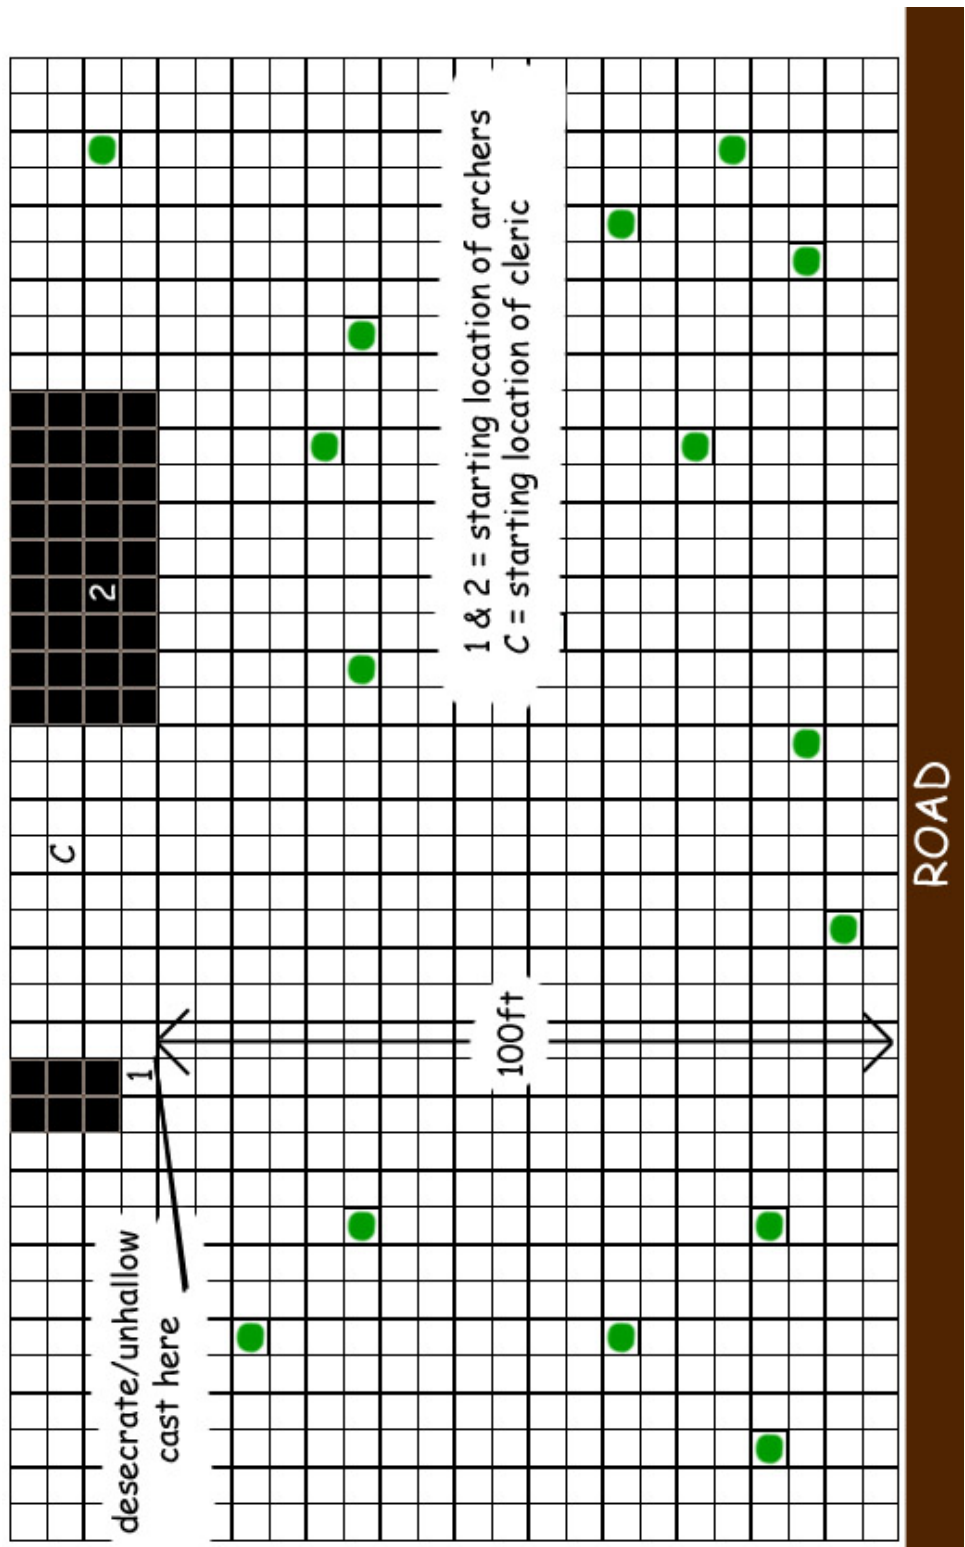 2
1 & 2 = starting location of archers
C = starting location of cleric
C
1
100ft
desecrate/unhallow
cast here
ROAD